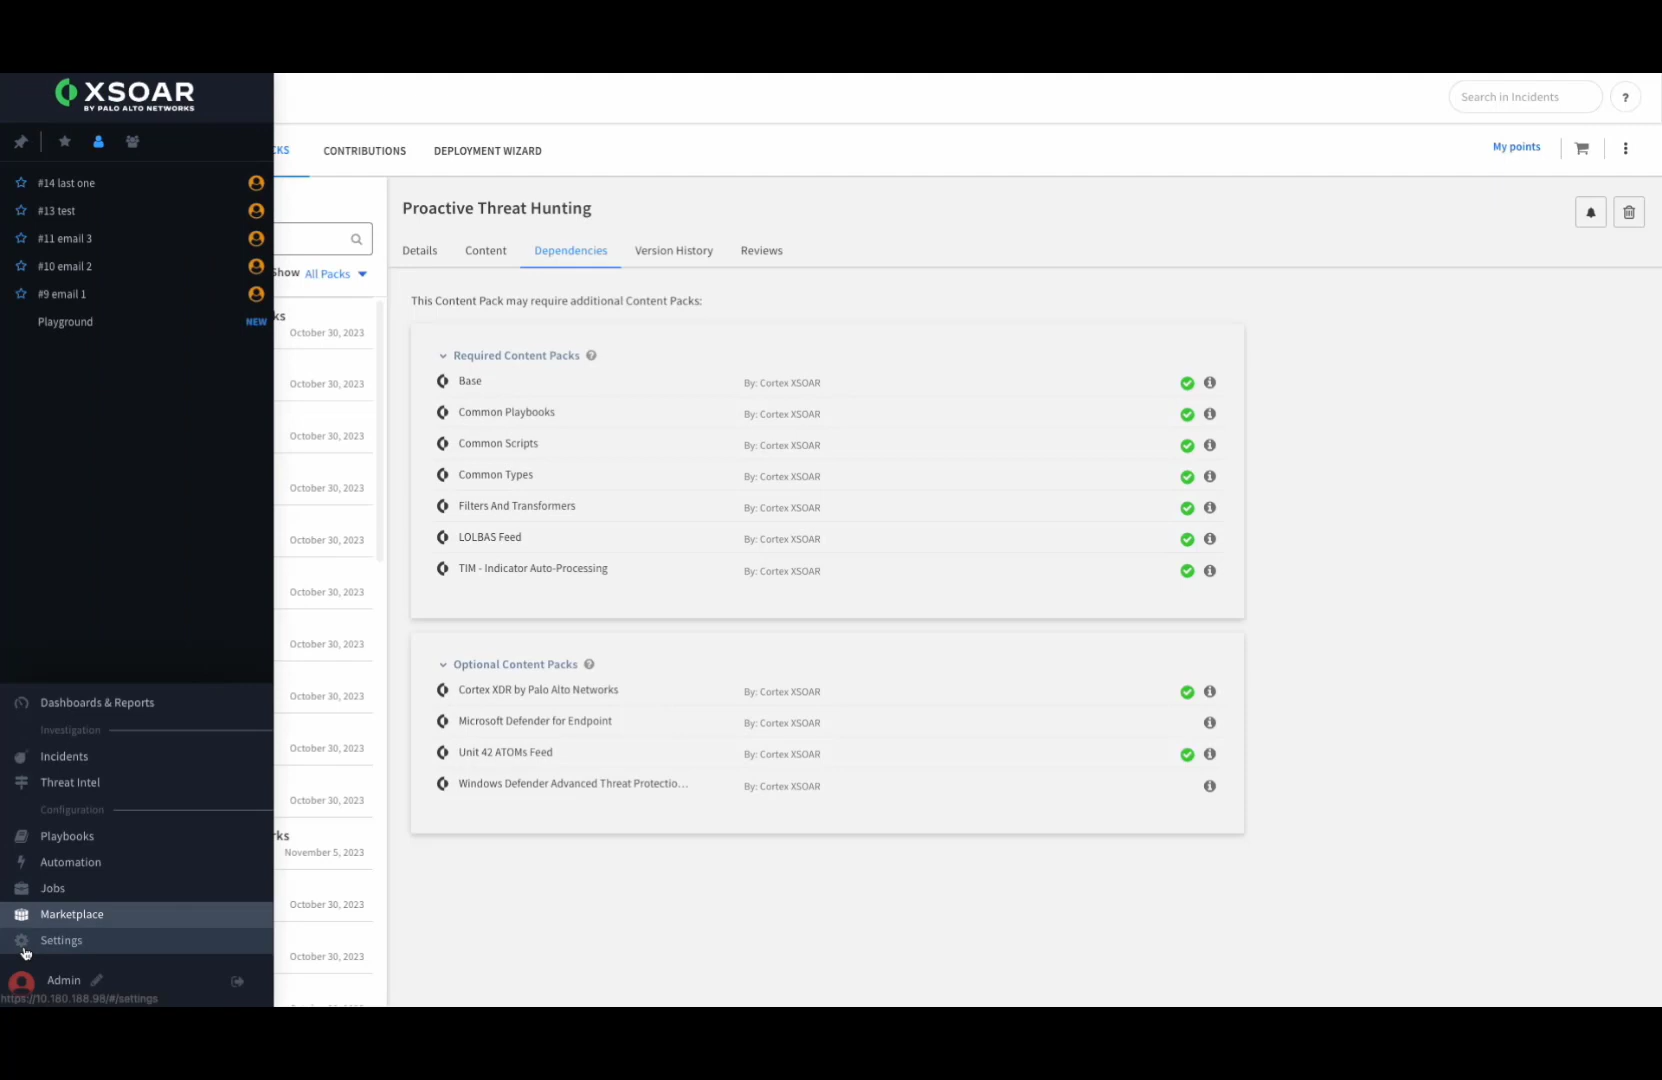 XSOAR
BY PALO ALTO NETWORKS
#14 last one
#13 test
#11 email 3
#10 email 2
#9 email 1
Playground
NEW
Dashboards & Reports
Investigation
Incidents
Threat Intel
Configuration
Playbooks
Automation
Jobs
Marketplace
Settings
Admin
https://10.180.188.98/#/settings
Search in Incidents
?
CKS
CONTRIBUTIONS
DEPLOYMENT WIZARD
My points
Show All Packs
ks
October 30, 2023
October 30, 2023
October 30, 2023
October 30, 2023
October 30, 2023
October 30, 2023
October 30, 2023
October 30, 2023
October 30, 2023
October 30, 2023
rks
November 5, 2023
October 30, 2023
October 30, 2023
Proactive Threat Hunting
Details
Content
Dependencies
Version History
Reviews
This Content Pack may require additional Content Packs:
Required Content Packs ?
Base By: Cortex XSOAR
Common Playbooks By: Cortex XSOAR
Common Scripts By: Cortex XSOAR
Common Types By: Cortex XSOAR
Filters And Transformers By: Cortex XSOAR
LOLBAS Feed By: Cortex XSOAR
TIM - Indicator Auto-Processing By: Cortex XSOAR
Optional Content Packs ?
Cortex XDR by Palo Alto Networks By: Cortex XSOAR
Microsoft Defender for Endpoint By: Cortex XSOAR
Unit 42 ATOMs Feed By: Cortex XSOAR
Windows Defender Advanced Threat Protectio... By: Cortex XSOAR